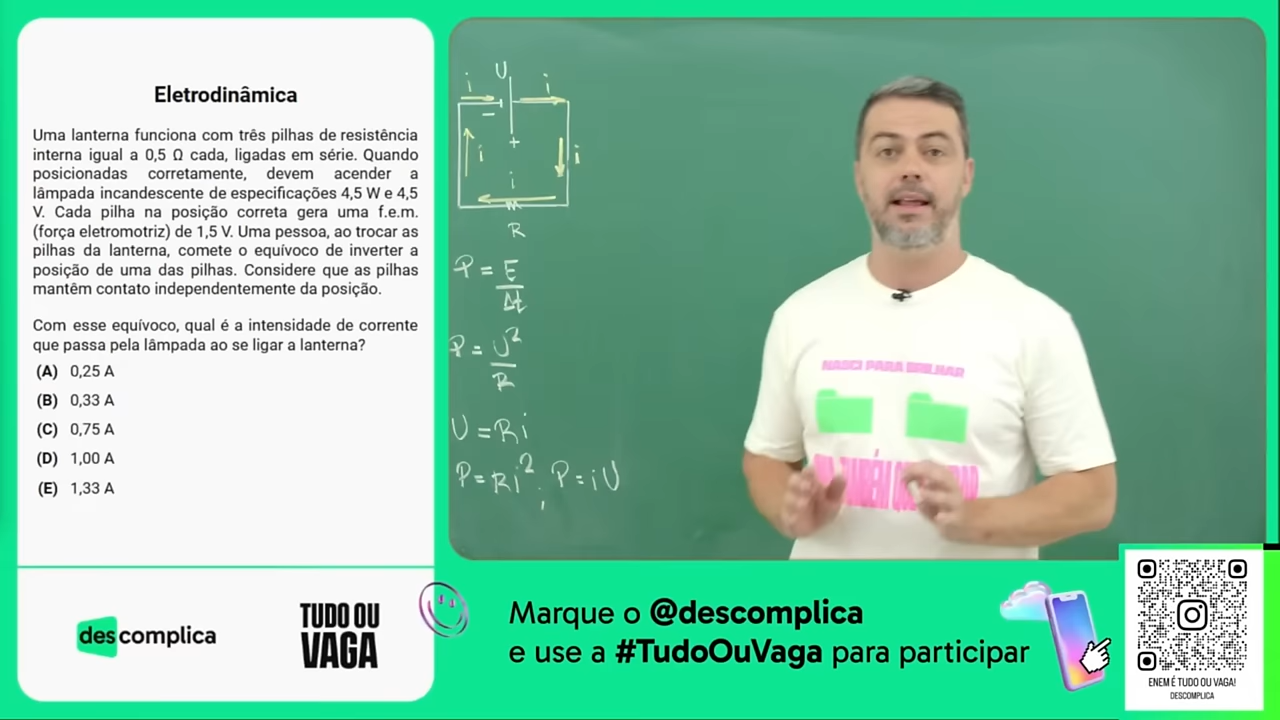 Eletrodinâmica
Uma lanterna funciona com três pilhas de resistência
interna igual a 0,5 Ω cada, ligadas em série. Quando
posicionadas corretamente, devem acender a
lâmpada incandescente de especificações 4,5 W e 4,5
V. Cada pilha na posição correta gera uma f.e.m.
(força eletromotriz) de 1,5 V. Uma pessoa, ao trocar as
pilhas da lanterna, comete o equívoco de inverter a
posição de uma das pilhas. Considere que as pilhas
mantêm contato independentemente da posição.
Com esse equívoco, qual é a intensidade de corrente
que passa pela lâmpada ao se ligar a lanterna?
(A) 0,25 A
(B) 0,33 A
(C) 0,75 A
(D) 1,00 A
(E) 1,33 A
descomplica
TUDO OU
VAGA
U
i i
− +
i i
i
R
P = E/Δt
P = U²/R
U = Ri
P = Ri² ; P = iU
NASCI PARA BRILHAR
Marque o @descomplica
e use a #TudoOuVaga para participar
ENEM É TUDO OU VAGA!
DESCOMPLICA